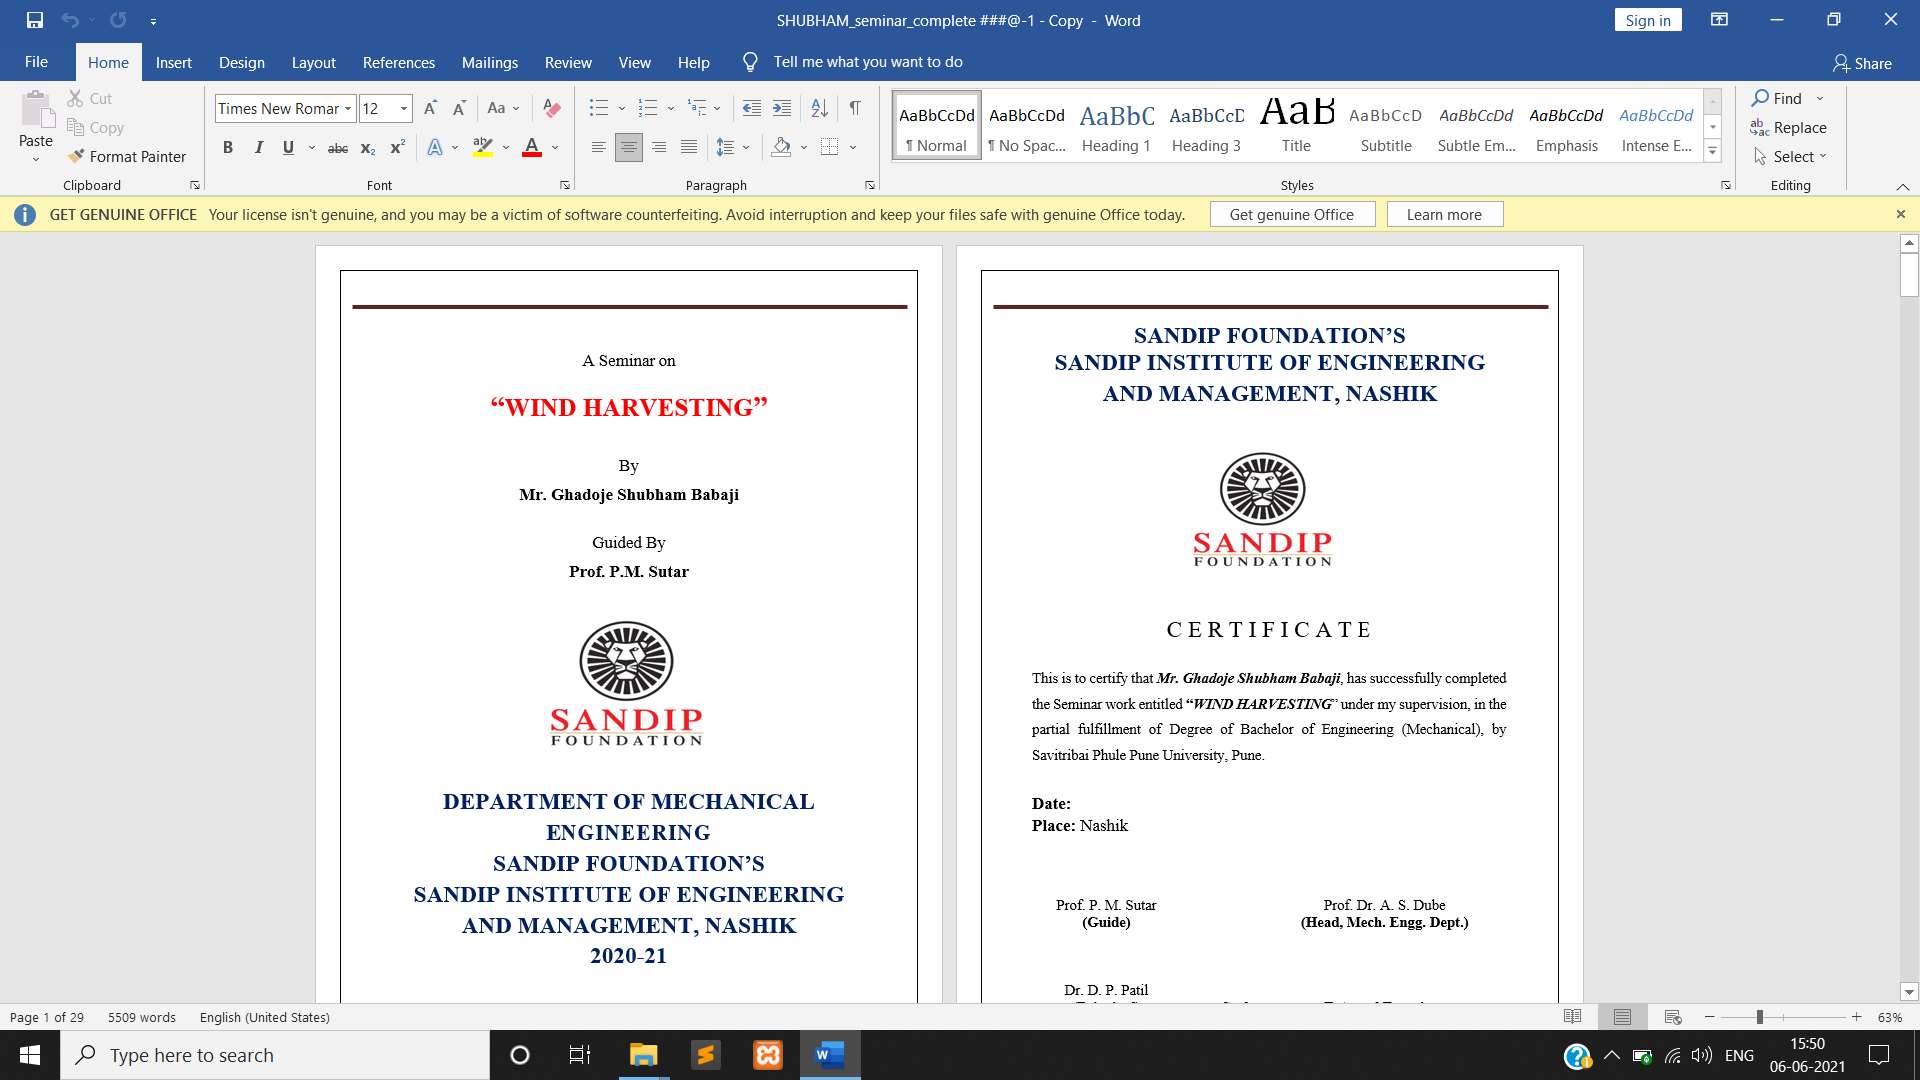 SHUBHAM_seminar_complete ###@-1 - Copy - Word
Sign in
File Home Insert Design Layout References Mailings Review View Help Tell me what you want to do
Share
Paste
Cut
Copy
Format Painter
Clipboard
Times New Romar 12
Aa
B I U abc x₂ x² A ab A
Font
Paragraph
AaBbCcDd AaBbCcDd AaBbC AaBbCcD AaB AaBbCcD AaBbCcDd AaBbCcDd AaBbCcDd
¶ Normal ¶ No Spac... Heading 1 Heading 3 Title Subtitle Subtle Em... Emphasis Intense E...
Styles
Find
Replace
Select
Editing
GET GENUINE OFFICE Your license isn't genuine, and you may be a victim of software counterfeiting. Avoid interruption and keep your files safe with genuine Office today.
Get genuine Office
Learn more
A Seminar on
“WIND HARVESTING”
By
Mr. Ghadoje Shubham Babaji
Guided By
Prof. P.M. Sutar
SANDIP
FOUNDATION
DEPARTMENT OF MECHANICAL
ENGINEERING
SANDIP FOUNDATION’S
SANDIP INSTITUTE OF ENGINEERING
AND MANAGEMENT, NASHIK
2020-21
SANDIP FOUNDATION’S
SANDIP INSTITUTE OF ENGINEERING
AND MANAGEMENT, NASHIK
SANDIP
FOUNDATION
C E R T I F I C A T E
This is to certify that Mr. Ghadoje Shubham Babaji, has successfully completed
the Seminar work entitled “WIND HARVESTING” under my supervision, in the
partial fulfillment of Degree of Bachelor of Engineering (Mechanical), by
Savitribai Phule Pune University, Pune.
Date:
Place: Nashik
Prof. P. M. Sutar
(Guide)
Prof. Dr. A. S. Dube
(Head, Mech. Engg. Dept.)
Dr. D. P. Patil
Page 1 of 29 5509 words English (United States)
63%
Type here to search
ENG
15:50
06-06-2021